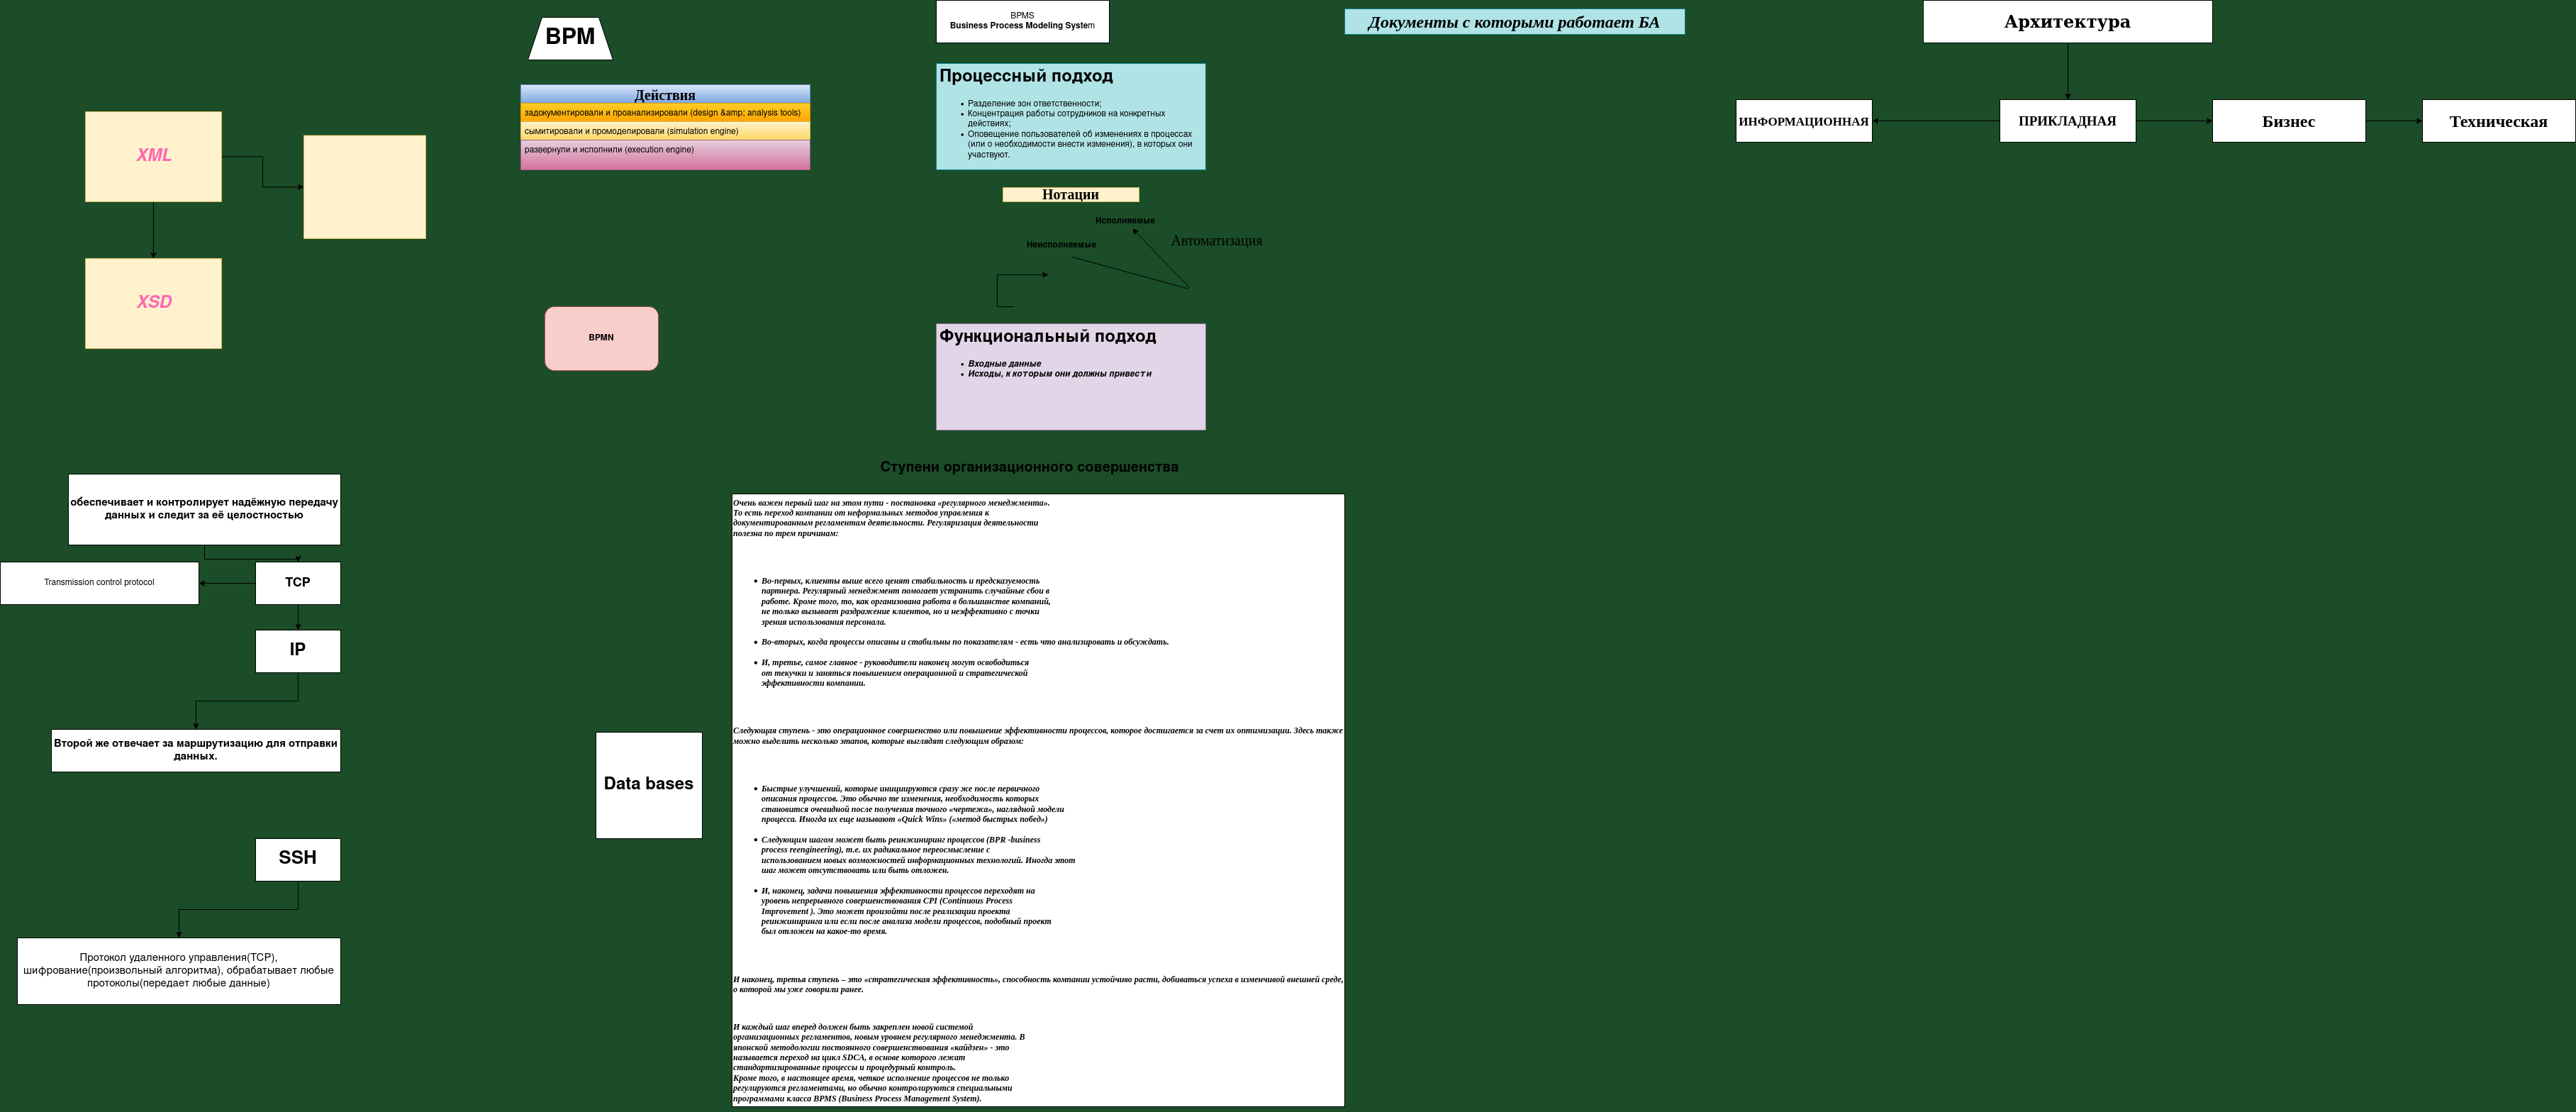 BPM
BPMS
Business Process Modeling System
Документы с которыми работает БА
Архитектура
Процессный подход
Разделение зон ответственности;
Концентрация работы сотрудников на конкретных
действиях;
Оповещение пользователей об изменениях в процессах
(или о необходимости внести изменения), в которых они
участвуют.
Действия
задокументировали и проанализировали (design &amp; analysis tools)
сымитировали и промоделировали (simulation engine)
развернули и исполнили (execution engine)
ИНФОРМАЦИОННАЯ
ПРИКЛАДНАЯ
Бизнес
Техническая
XML
XSD
Нотации
Исполняемые
Неисполняемые
Автоматизация
BPMN
Функциональный подход
Входные данные
Исходы, к которым они должны привести
Ступени организационного совершенства
обеспечивает и контролирует надёжную передачу
данных и следит за её целостностью
Transmission control protocol
TCP
IP
Второй же отвечает за маршрутизацию для отправки
данных.
SSH
Протокол удаленного управления(TCP),
шифрование(произвольный алгоритма), обрабатывает любые
протоколы(передает любые данные)
Data bases
Очень важен первый шаг на этом пути - постановка «регулярного менеджмента».
То есть переход компании от неформальных методов управления к
документированным регламентам деятельности. Регуляризация деятельности
полезна по трем причинам:
Во-первых, клиенты выше всего ценят стабильность и предсказуемость
партнера. Регулярный менеджмент помогает устранить случайные сбои в
работе. Кроме того, то, как организована работа в большинстве компаний,
не только вызывает раздражение клиентов, но и неэффективно с точки
зрения использования персонала.
Во-вторых, когда процессы описаны и стабильны по показателям - есть что анализировать и обсуждать.
И, третье, самое главное - руководители наконец могут освободиться
от текучки и заняться повышением операционной и стратегической
эффективности компании.
Следующая ступень - это операционное совершенство или повышение эффективности процессов, которое достигается за счет их оптимизации. Здесь также
можно выделить несколько этапов, которые выглядят следующим образом:
Быстрые улучшений, которые инициируются сразу же после первичного
описания процессов. Это обычно те изменения, необходимость которых
становится очевидной после получения точного «чертежа», наглядной модели
процесса. Иногда их еще называют «Quick Wins» («метод быстрых побед»)
Следующим шагом может быть реинжиниринг процессов (BPR -business
process reengineering), т.е. их радикальное переосмысление с
использованием новых возможностей информационных технологий. Иногда этот
шаг может отсутствовать или быть отложен.
И, наконец, задачи повышения эффективности процессов переходят на
уровень непрерывного совершенствования CPI (Continuous Process
Improvement ). Это может произойти после реализации проекта
реинжиниринга или если после анализа модели процессов, подобный проект
был отложен на какое-то время.
И наконец, третья ступень – это «стратегическая эффективность», способность компании устойчиво расти, добиваться успеха в изменчивой внешней среде,
о которой мы уже говорили ранее.
И каждый шаг вперед должен быть закреплен новой системой
организационных регламентов, новым уровнем регулярного менеджмента. В
японской методологии постоянного совершенствования «кайдзен» - это
называется переход на цикл SDCA, в основе которого лежат
стандартизированные процессы и процедурный контроль.
Кроме того, в настоящее время, четкое исполнение процессов не только
регулируются регламентами, но обычно контролируются специальными
программами класса BPMS (Business Process Management System).